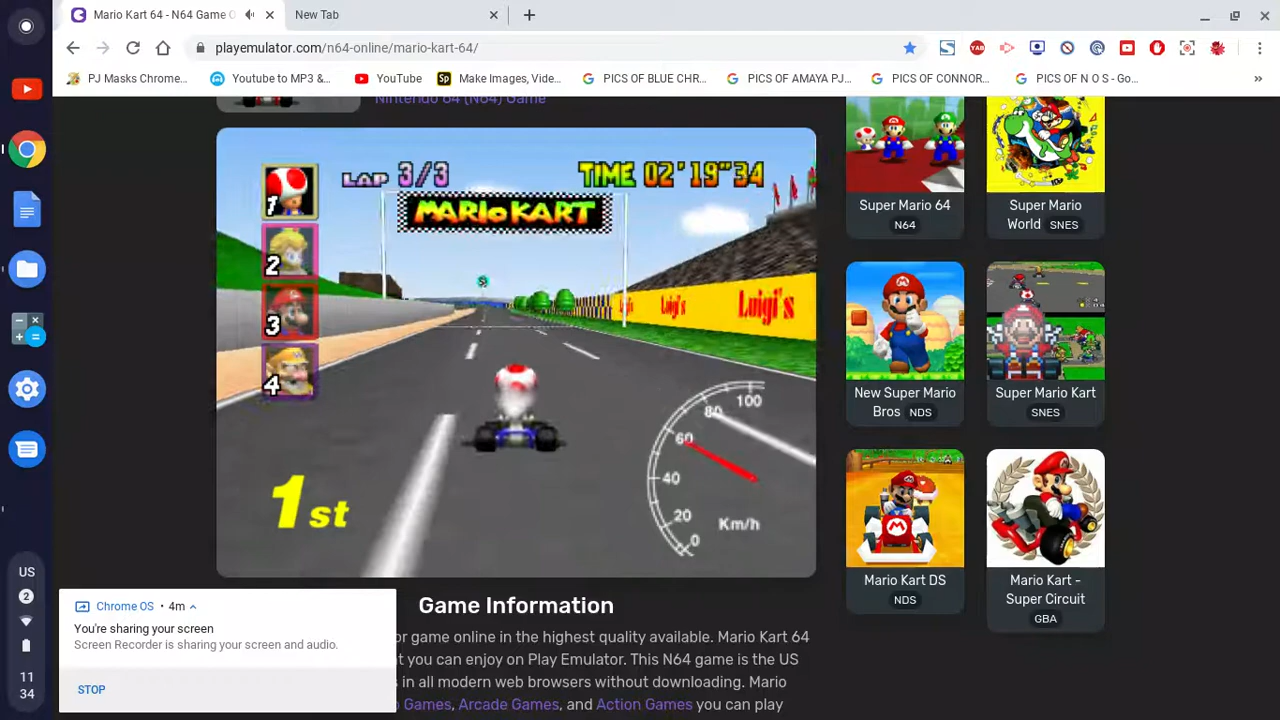 Mario Kart 64 - N64 Game O
New Tab
playemulator.com/n64-online/mario-kart-64/
PJ Masks Chrome...
Youtube to MP3 &...
YouTube
Make Images, Vide...
PICS OF BLUE CHR...
PICS OF AMAYA PJ...
PICS OF CONNOR...
PICS OF N O S - Go...
»
Nintendo 64 (N64) Game
LAP 3/3
TIME 02'19"34
MARIO KART
1
2
3
4
Luigi's
Luigi's
Luigi's
1st
100
80
60
40
20
0
Km/h
Super Mario 64
N64
Super Mario
World SNES
New Super Mario
Bros NDS
Super Mario Kart
SNES
Mario Kart DS
NDS
Mario Kart -
Super Circuit
GBA
US
2
11
34
Chrome OS • 4m
You're sharing your screen
Screen Recorder is sharing your screen and audio.
STOP
Game Information
or game online in the highest quality available. Mario Kart 64
t you can enjoy on Play Emulator. This N64 game is the US
s in all modern web browsers without downloading. Mario
o Games, Arcade Games, and Action Games you can play